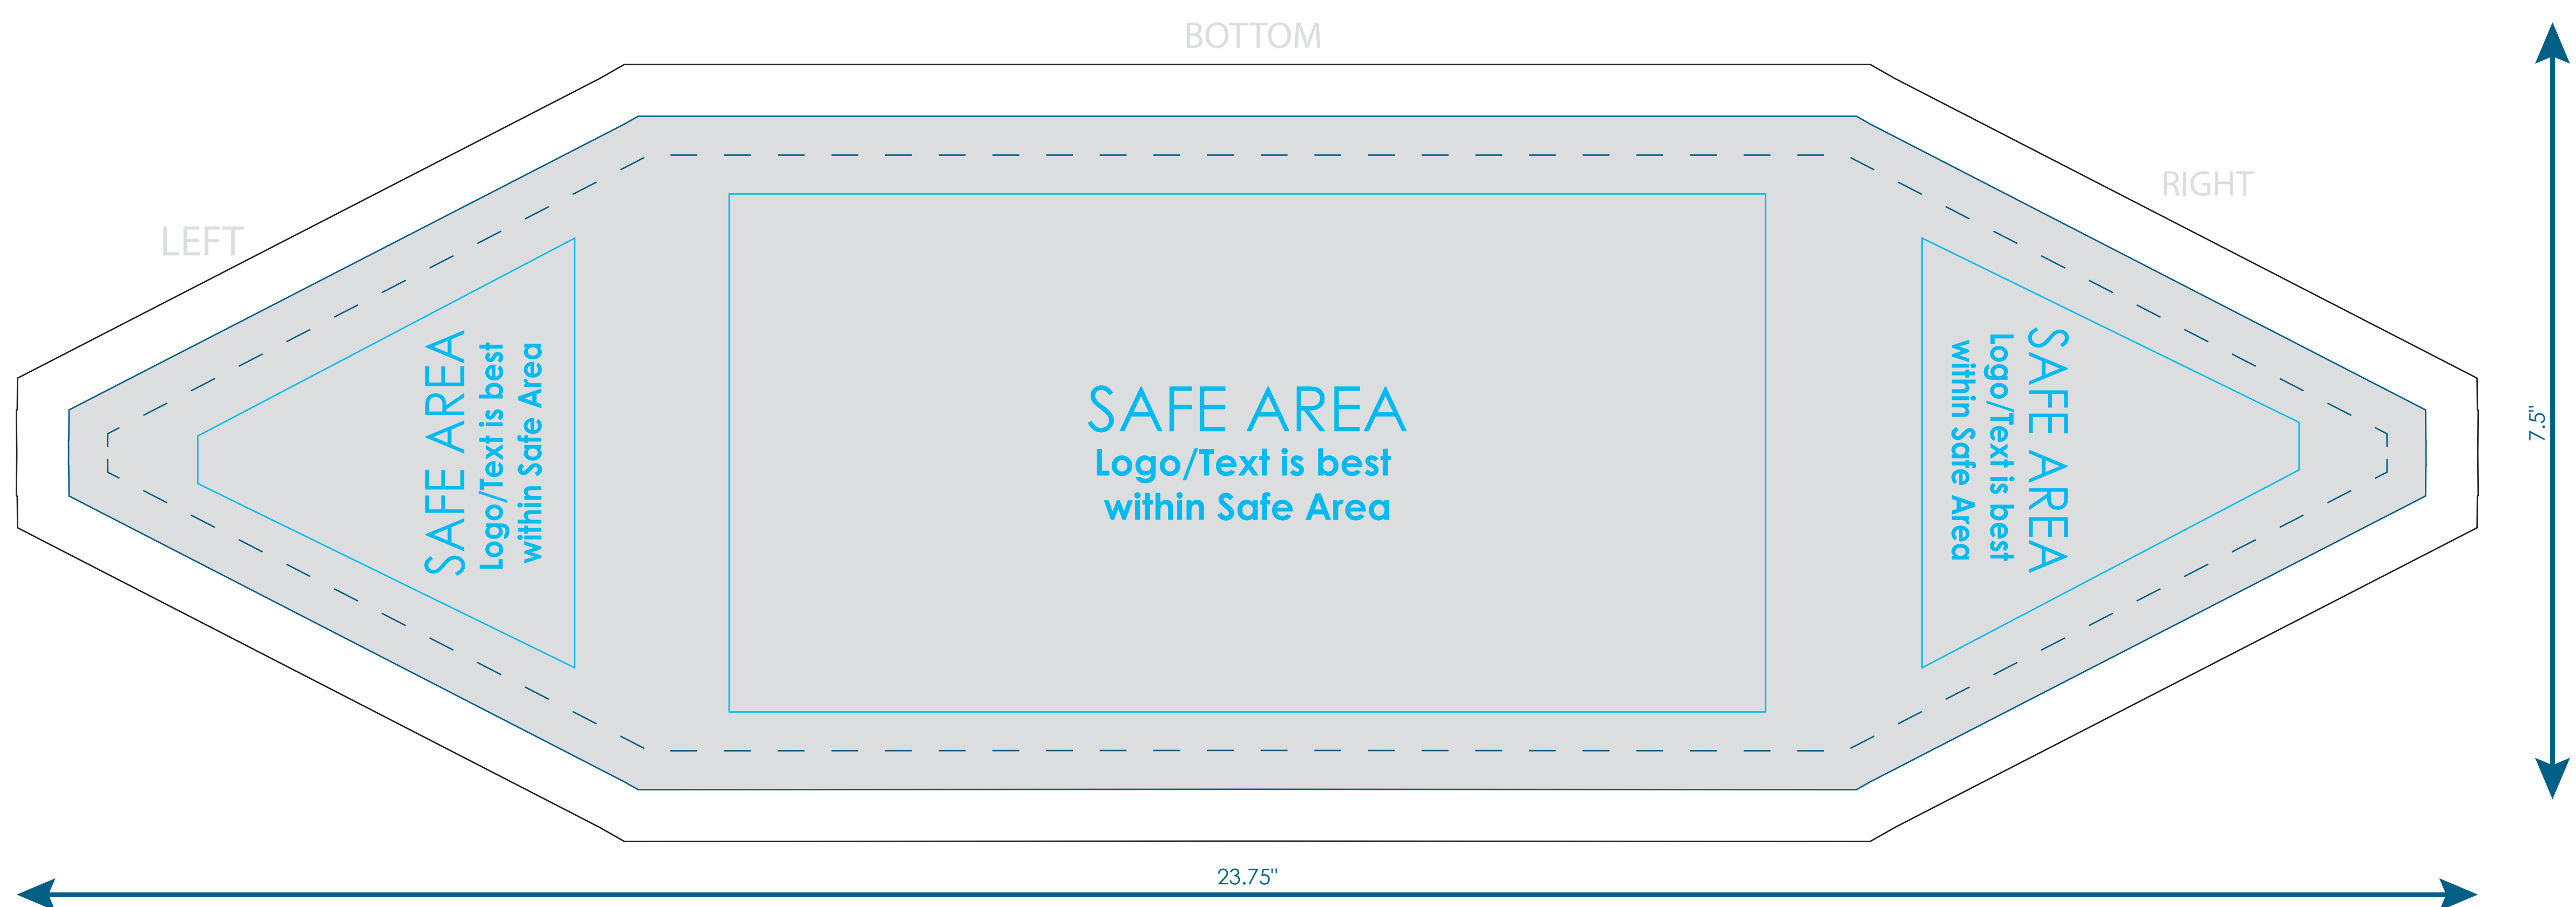 BOTTOM
LEFT
RIGHT
SAFE AREA
Logo/Text is best
within Safe Area
SAFE AREA
Logo/Text is best
within Safe Area
SAFE AREA
Logo/Text is best
within Safe Area
7.5"
23.75"